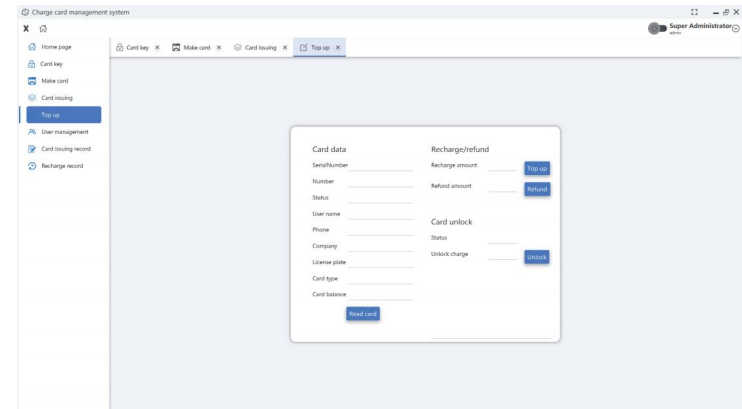 Charge card management system
Super Administrator
admin
Home page
Card key
Make card
Card issuing
Top up
User management
Card issuing record
Recharge record
Card key
Make card
Card issuing
Top up
Card data
SerialNumber
Number
Status
User name
Phone
Company
License plate
Card type
Card balance
Read card
Recharge/refund
Recharge amount
Top up
Refund amount
Refund
Card unlock
Status
Unlock charge
Unlock